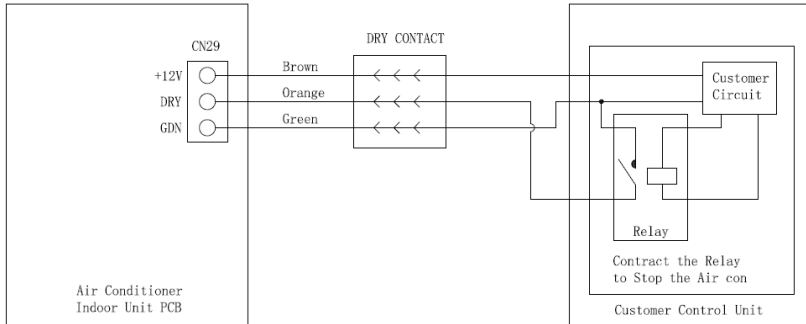 CN29
+12V
DRY
GDN
Brown
Orange
Green
DRY CONTACT
Customer
Circuit
Relay
Contract the Relay
to Stop the Air con
Customer Control Unit
Air Conditioner
Indoor Unit PCB